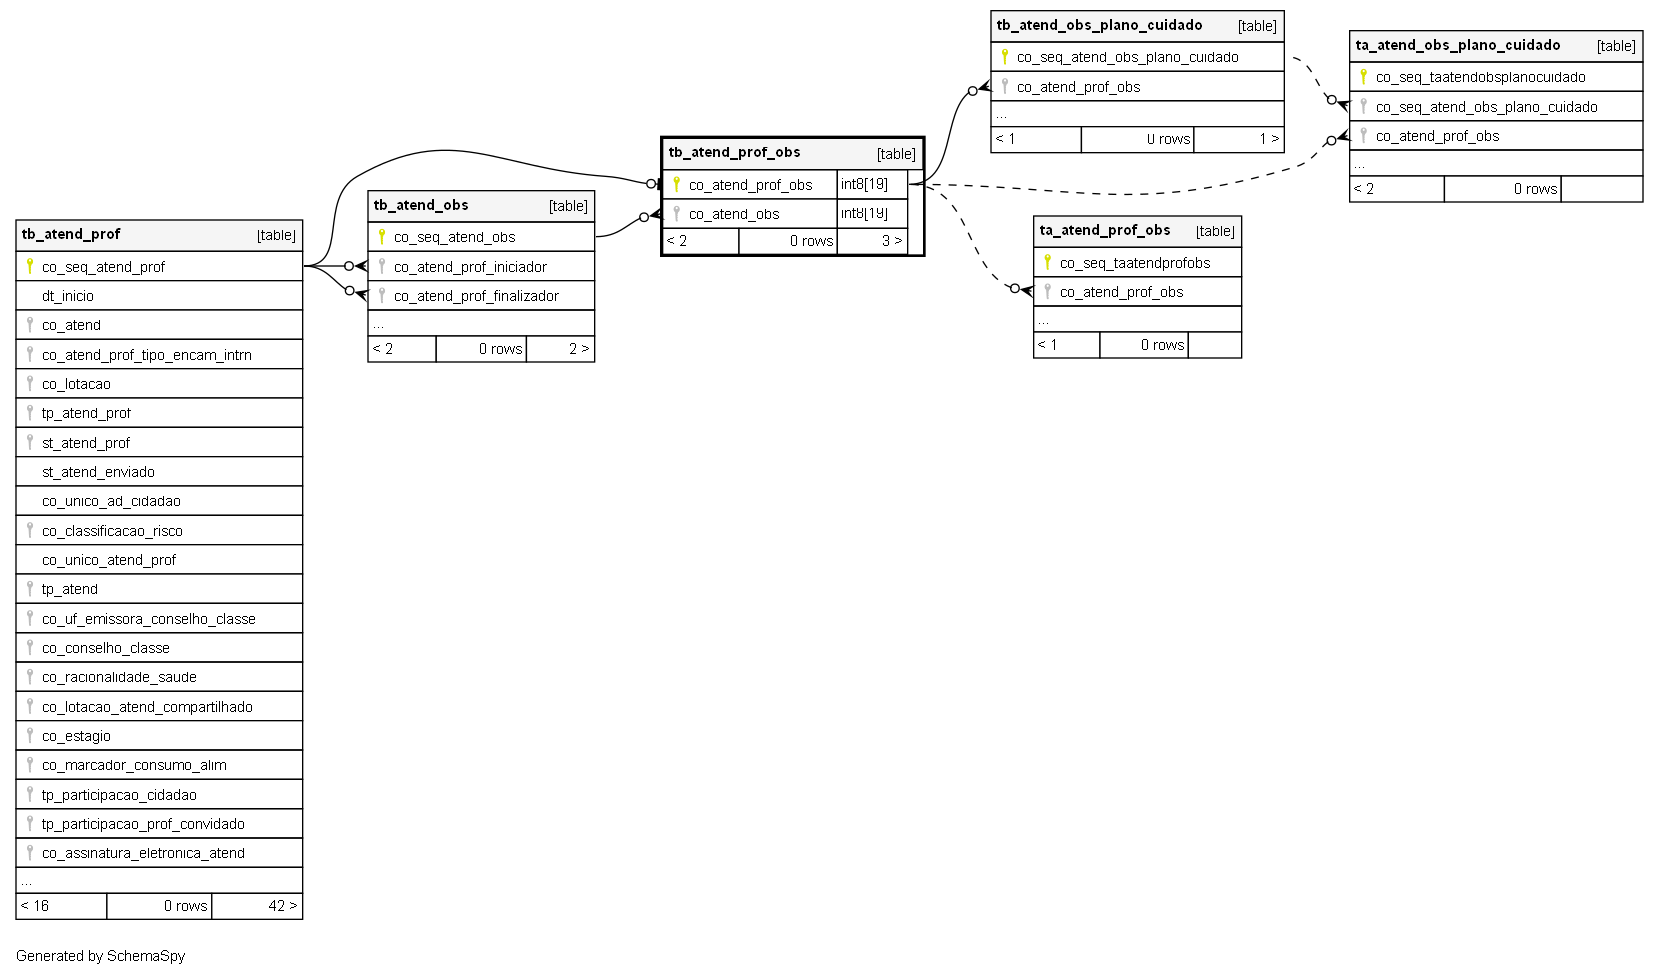 tb_atend_prof [table]
co_seq_atend_prof
dt_inicio
co_atend
co_atend_prof_tipo_encam_intrn
co_lotacao
tp_atend_prof
st_atend_prof
st_atend_enviado
co_unico_ad_cidadao
co_classificacao_risco
co_unico_atend_prof
tp_atend
co_uf_emissora_conselho_classe
co_conselho_classe
co_racionalidade_saude
co_lotacao_atend_compartilhado
co_estagio
co_marcador_consumo_alim
tp_participacao_cidadao
tp_participacao_prof_convidado
co_assinatura_eletronica_atend
...
< 16 0 rows 42 >
tb_atend_obs [table]
co_seq_atend_obs
co_atend_prof_iniciador
co_atend_prof_finalizador
...
< 2 0 rows 2 >
tb_atend_prof_obs [table]
co_atend_prof_obs int8[19]
co_atend_obs int8[19]
< 2 0 rows 3 >
tb_atend_obs_plano_cuidado [table]
co_seq_atend_obs_plano_cuidado
co_atend_prof_obs
...
< 1 0 rows 1 >
ta_atend_prof_obs [table]
co_seq_taatendprofobs
co_atend_prof_obs
...
< 1 0 rows
ta_atend_obs_plano_cuidado [table]
co_seq_taatendobsplanocuidado
co_seq_atend_obs_plano_cuidado
co_atend_prof_obs
...
< 2 0 rows
Generated by SchemaSpy